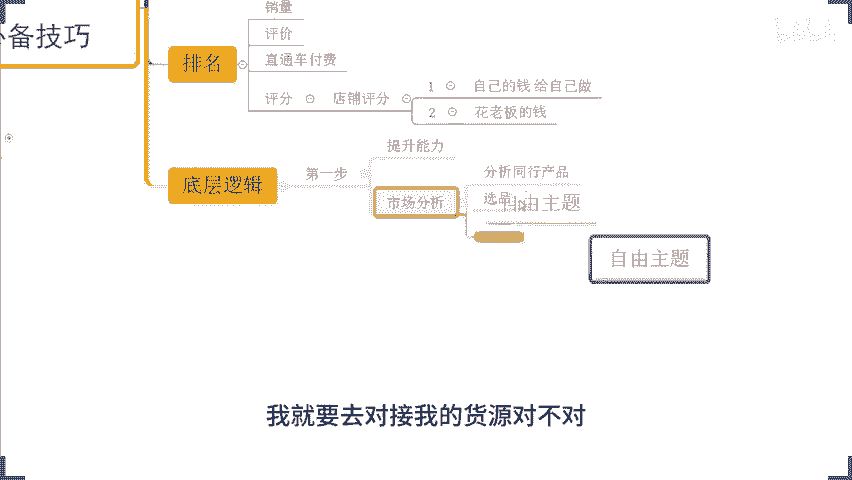 备技巧
排名
销量
评价
直通车付费
评分 店铺评分
1 自己的钱 给自己做
2 花老板的钱
底层逻辑
第一步
提升能力
市场分析
分析同行产品
选品
自由主题
自由主题
我就要去对接我的货源对不对